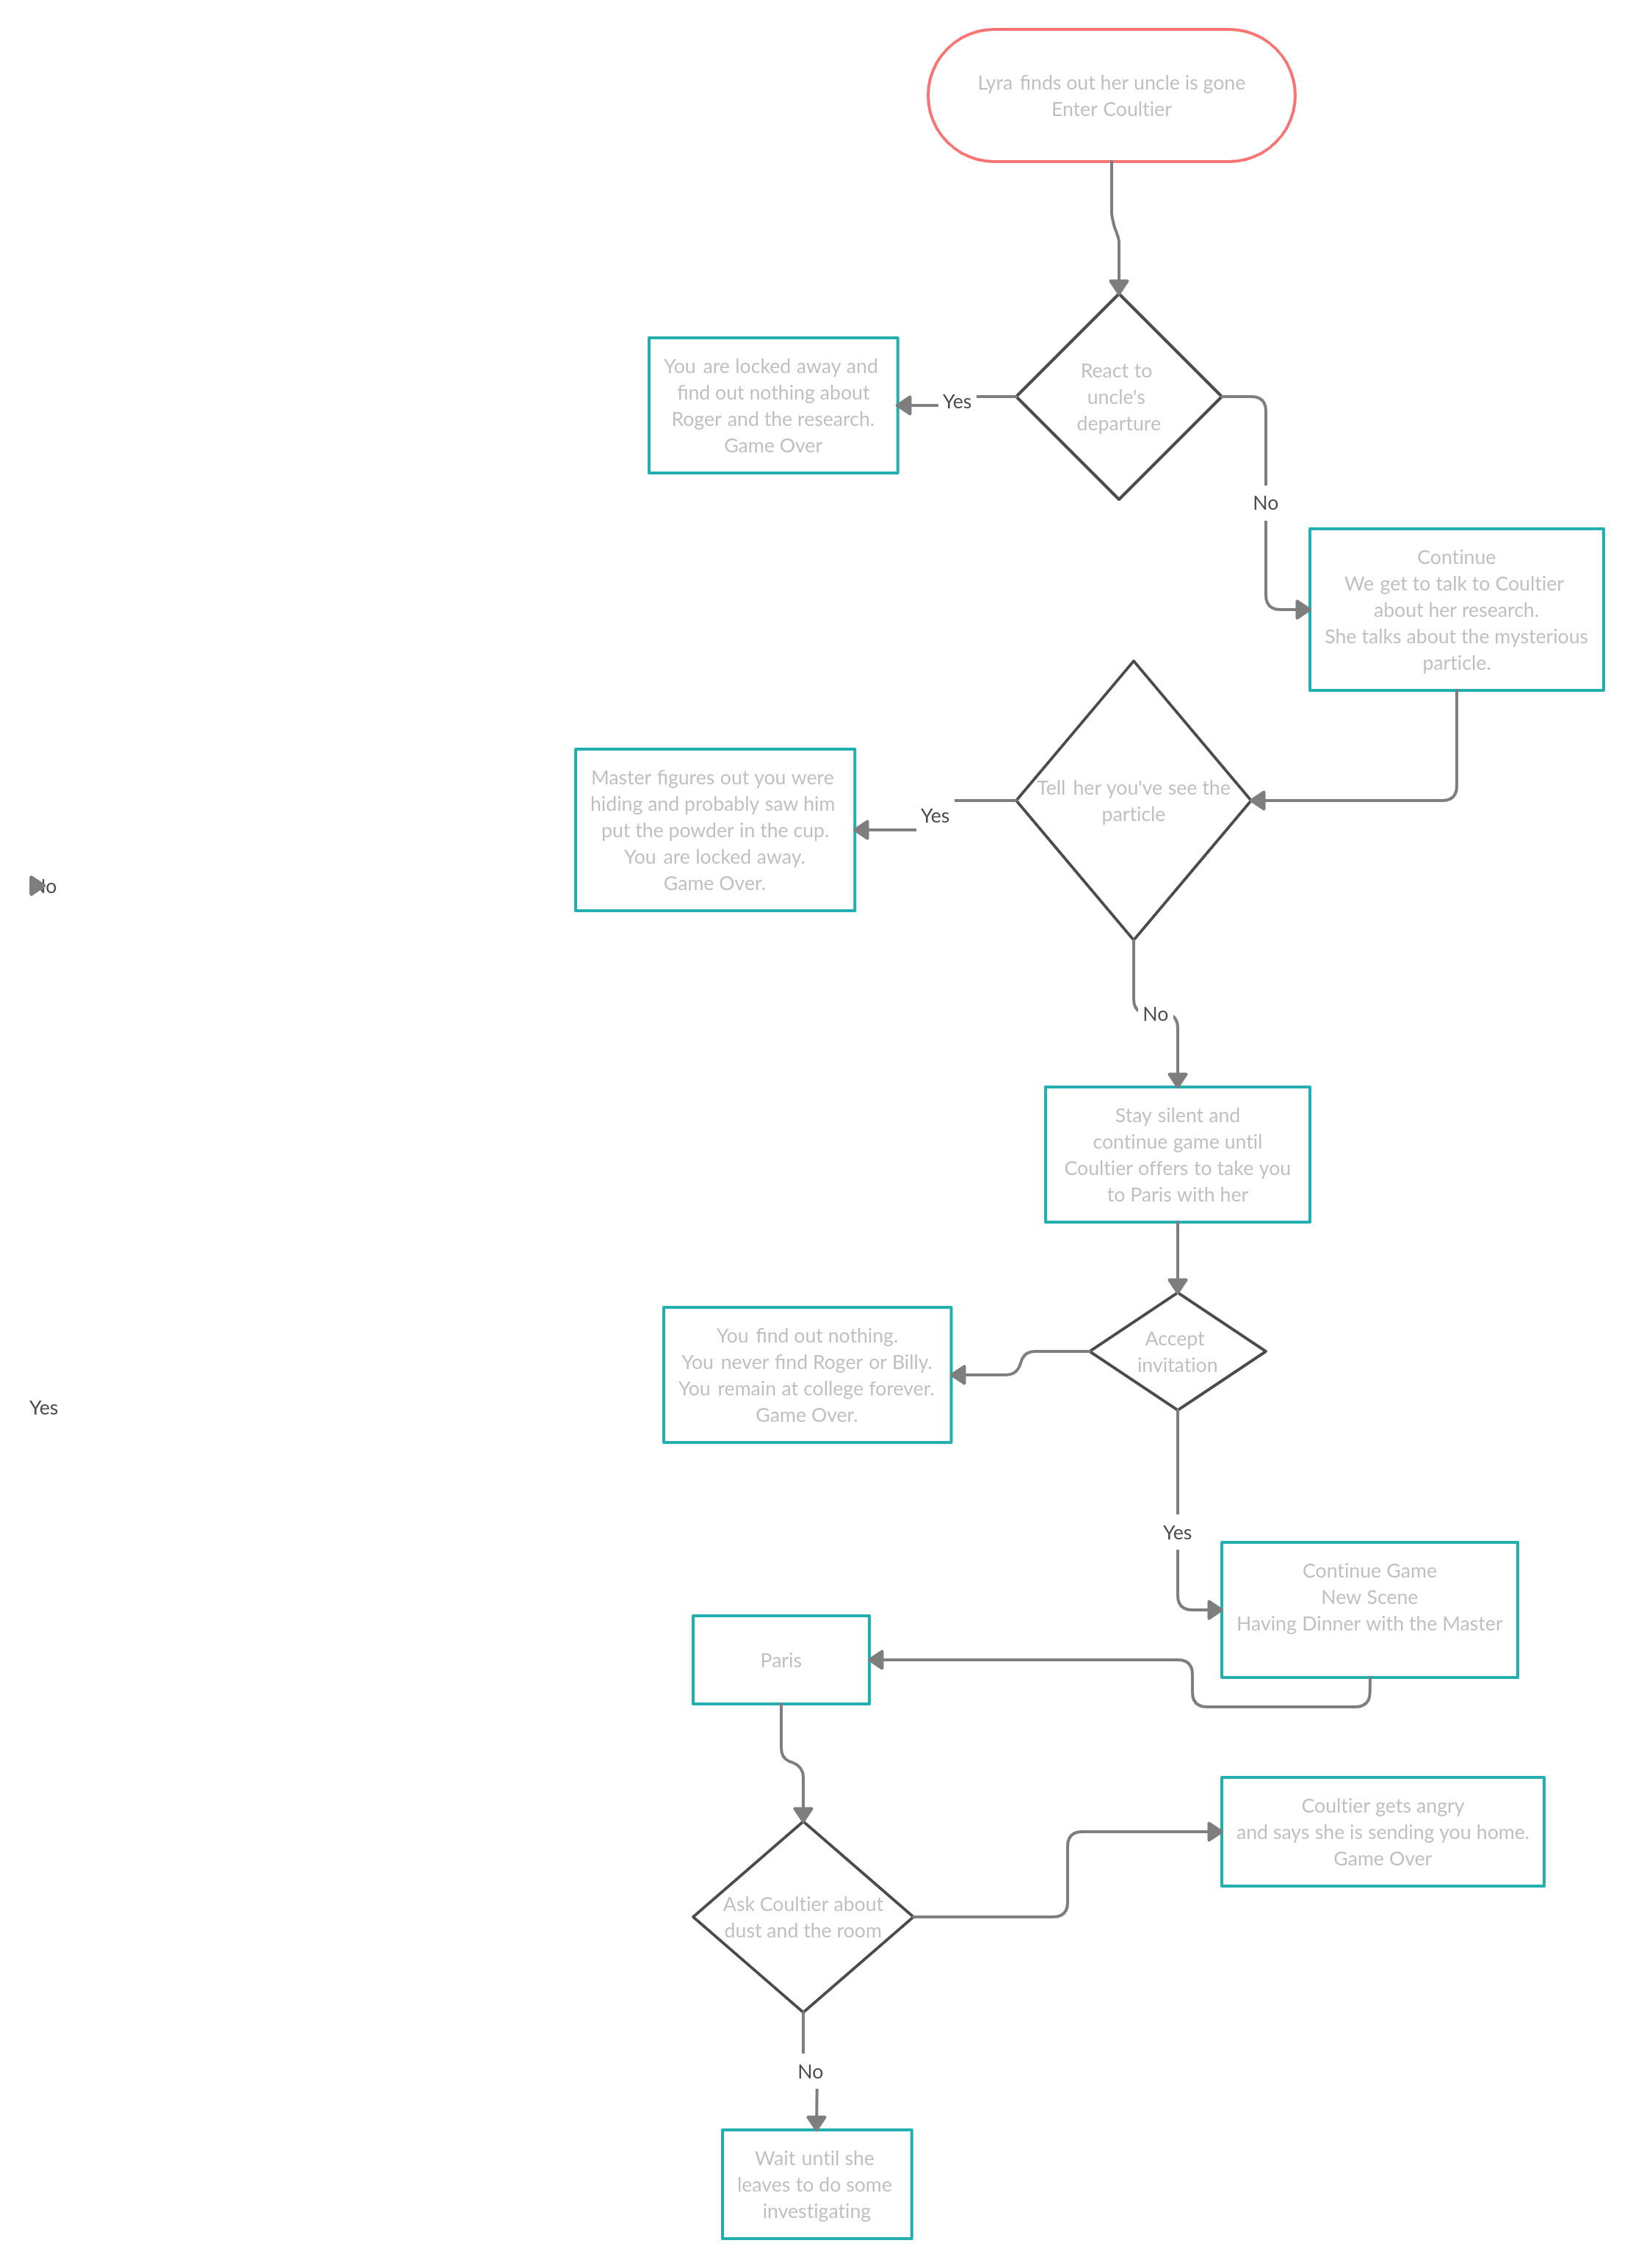 Lyra finds out her uncle is gone
Enter Coultier
React to
uncle's
departure
Yes
You are locked away and
find out nothing about
Roger and the research.
Game Over
No
Continue
We get to talk to Coultier
about her research.
She talks about the mysterious
particle.
Tell her you've see the
particle
Yes
Master figures out you were
hiding and probably saw him
put the powder in the cup.
You are locked away.
Game Over.
No
No
Stay silent and
continue game until
Coultier offers to take you
to Paris with her
Accept
invitation
You find out nothing.
You never find Roger or Billy.
You remain at college forever.
Game Over.
Yes
Yes
Continue Game
New Scene
Having Dinner with the Master
Paris
Coultier gets angry
and says she is sending you home.
Game Over
Ask Coultier about
dust and the room
No
Wait until she
leaves to do some
investigating